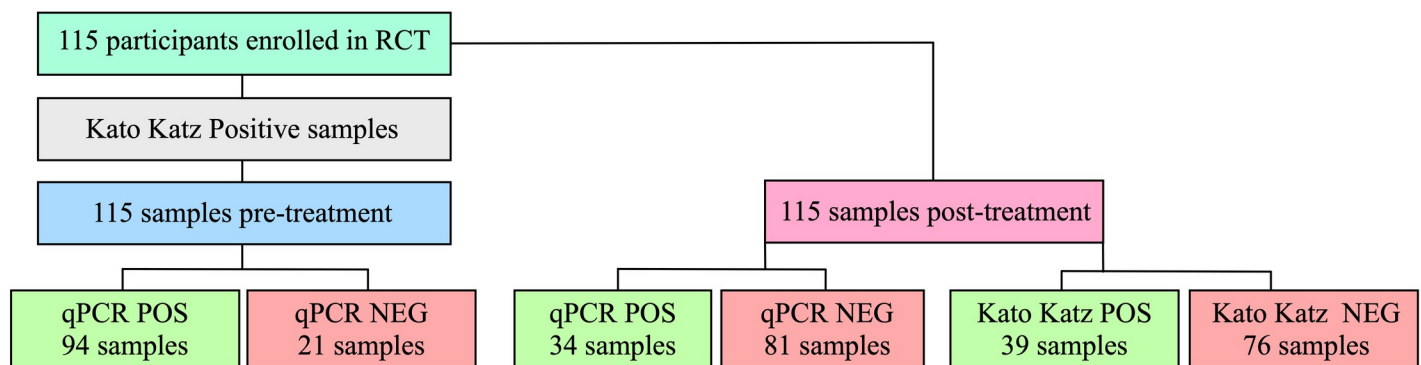 115 participants enrolled in RCT
Kato Katz Positive samples
115 samples pre-treatment
115 samples post-treatment
qPCR POS
94 samples
qPCR NEG
21 samples
qPCR POS
34 samples
qPCR NEG
81 samples
Kato Katz POS
39 samples
Kato Katz NEG
76 samples